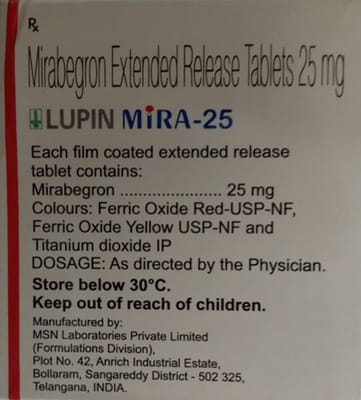 Rx
Mirabegron Extended Release Tablets 25 mg
LUPIN MiRA-25
Each film coated extended release
tablet contains:
Mirabegron ...................... 25 mg
Colours: Ferric Oxide Red-USP-NF,
Ferric Oxide Yellow USP-NF and
Titanium dioxide IP
DOSAGE: As directed by the Physician.
Store below 30°C.
Keep out of reach of children.
Manufactured by:
MSN Laboratories Private Limited
(Formulations Division),
Plot No. 42, Anrich Industrial Estate,
Bollaram, Sangareddy District - 502 325,
Telangana, INDIA.